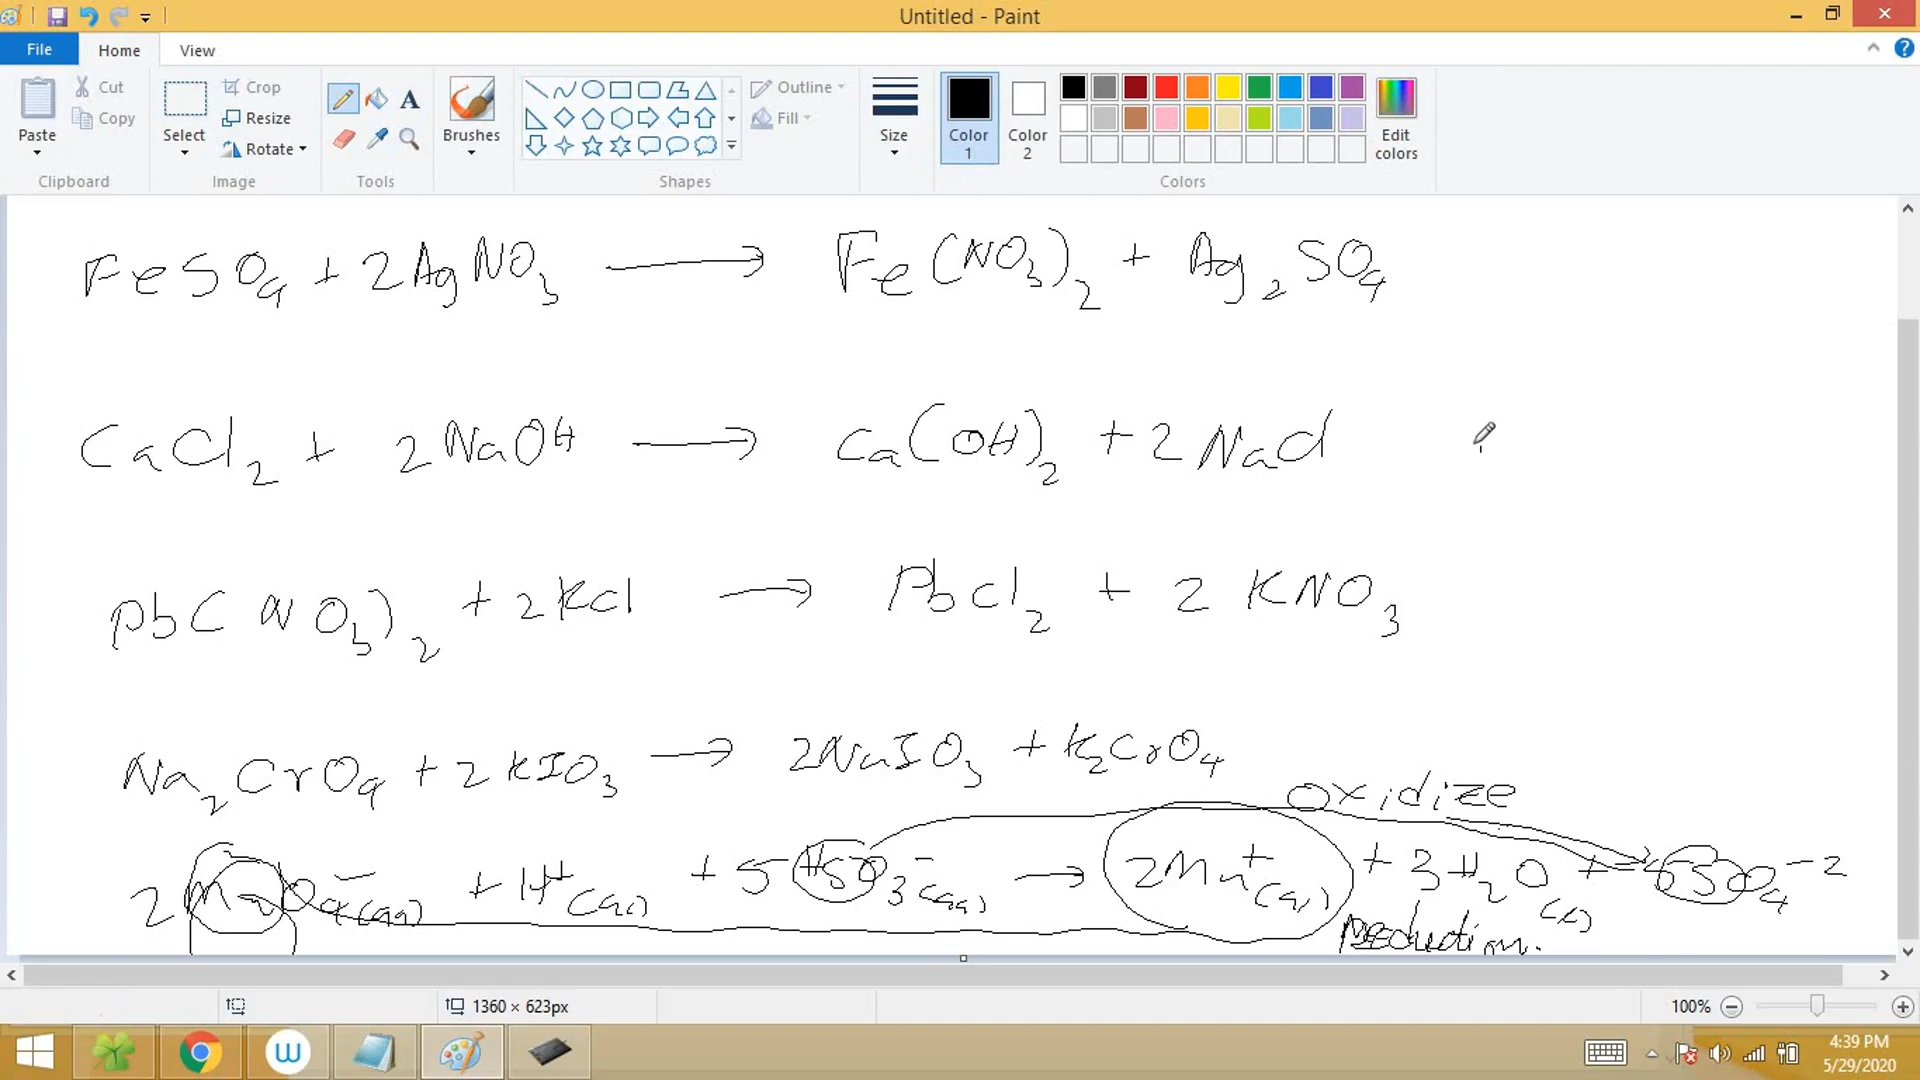 Untitled - Paint
File Home View
Paste Cut Copy Clipboard
Select Crop Resize Rotate Image
Tools
Brushes
Outline Fill Shapes
Size
Color 1 Color 2 Edit colors Colors
FeSO4 + 2AgNO3 → Fe(NO3)2 + Ag2SO4
CaCl2 + 2NaOH → Ca(OH)2 + 2NaCl
Pb(NO3)2 + 2KCl → PbCl2 + 2KNO3
Na2CrO4 + 2KIO3 → 2NaIO3 + K2CrO4
oxidize
2MnO4-(aq) + H+(aq) + 5HSO3-(aq) → 2Mn+(aq) + 3H2O(l) + 5SO4-2
Reduction.
1360 × 623px 100%
W
4:39 PM
5/29/2020